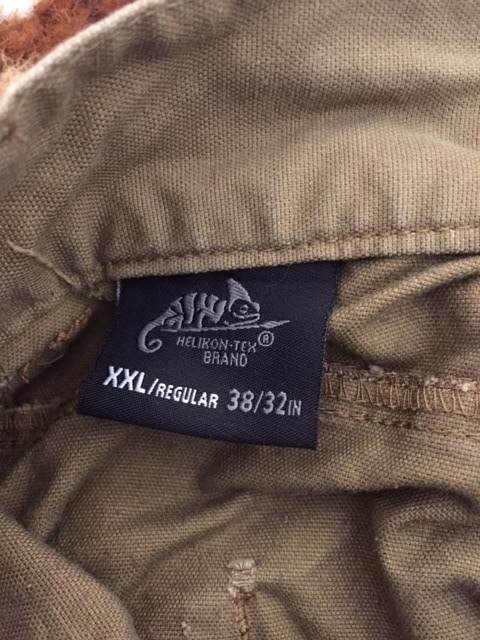 HELIKON-TEX®
BRAND
XXL/REGULAR 38/32IN